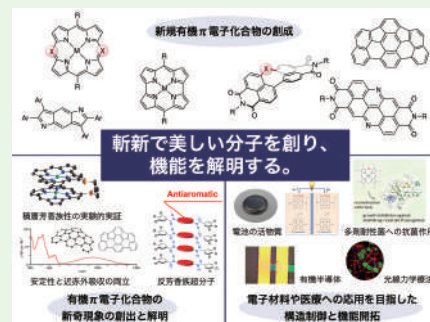 新規有機π電子化合物の創成
R
X
N
N
M
N
N
X
R
R
N
N
M
N
N
R
X
R-N
N-R
O
O
O
O
Ar
N
Ar
Ar
N
Ar
R-N
N-R
O
O
O
O
斬新で美しい分子を創り、
機能を解明する。
積層芳香族性の実験的実証
Antiaromatic
安定性と近赤外吸収の両立
反芳香族超分子
有機π電子化合物の
新奇現象の創出と解明
電池の活物質
多剤耐性菌への抗菌作用
有機半導体
光線力学療法
電子材料や医療への応用を目指した
構造制御と機能開拓